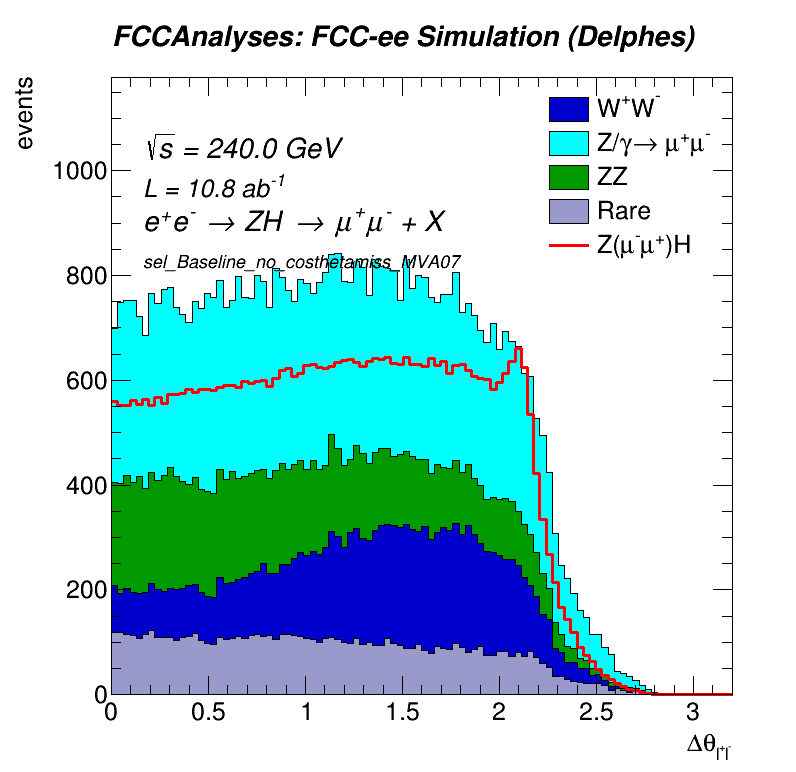 FCCAnalyses: FCC-ee Simulation (Delphes)
events
√s = 240.0 GeV
L = 10.8 ab⁻¹
e⁺e⁻ → ZH → μ⁺μ⁻ + X
sel_Baseline_no_costhetamiss_MVA07
W⁺W⁻
Z/γ→ μ⁺μ⁻
ZZ
Rare
Z(μ⁻μ⁺)H
1000
800
600
400
200
0
0 0.5 1 1.5 2 2.5 3
Δθ_l⁺l⁻